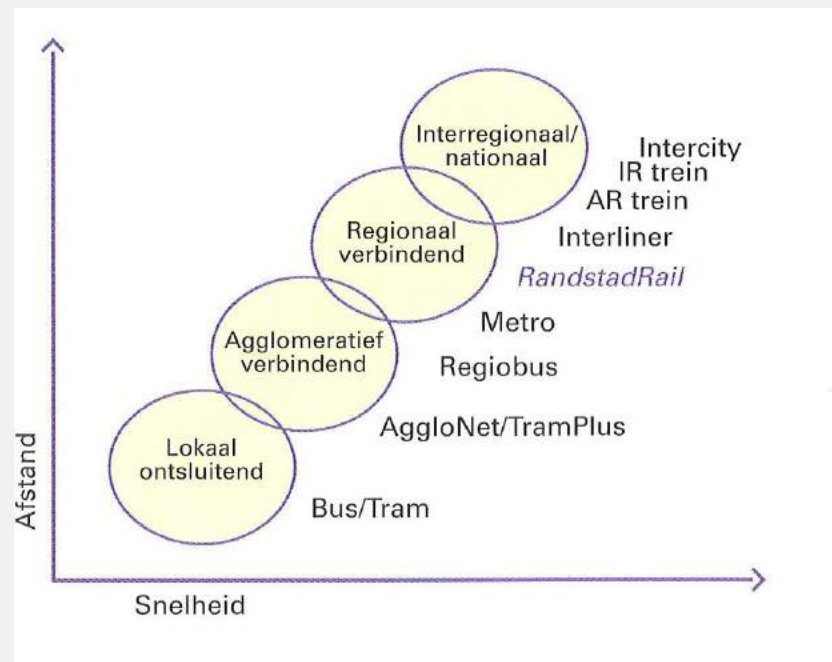 Interregionaal/
nationaal
Intercity
IR trein
AR trein
Regionaal
verbindend
Interliner
RandstadRail
Metro
Agglomeratief
verbindend
Regiobus
AggloNet/TramPlus
Lokaal
ontsluitend
Bus/Tram
Afstand
Snelheid